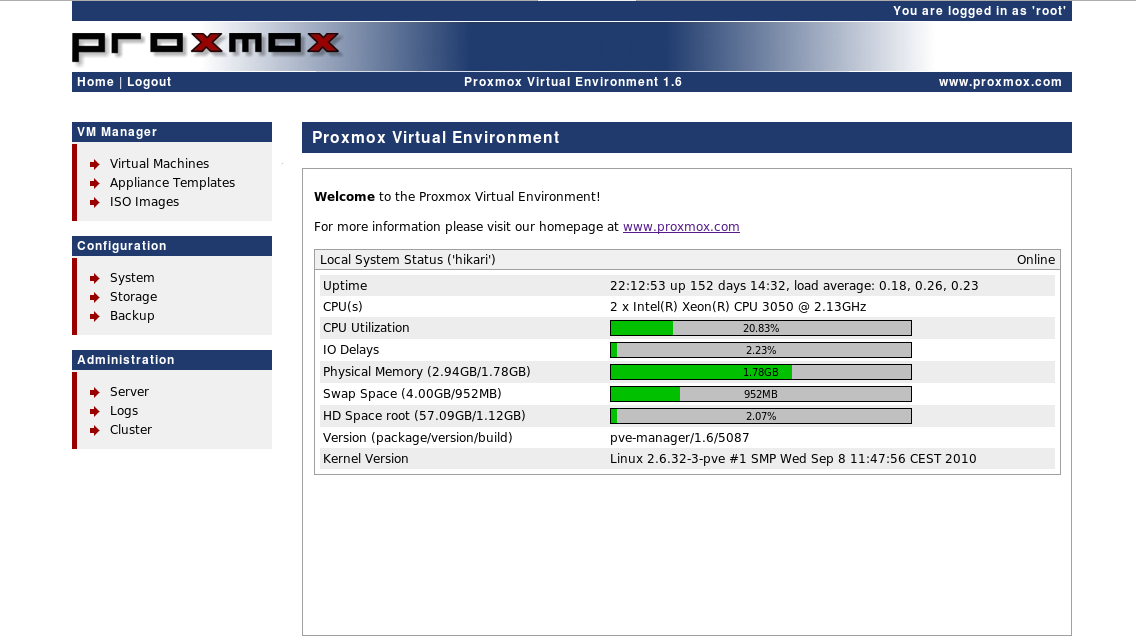 You are logged in as 'root'
proxmox
Home | Logout Proxmox Virtual Environment 1.6 www.proxmox.com
VM Manager
Virtual Machines
Appliance Templates
ISO Images
Configuration
System
Storage
Backup
Administration
Server
Logs
Cluster
Proxmox Virtual Environment
Welcome to the Proxmox Virtual Environment!
For more information please visit our homepage at www.proxmox.com
Local System Status ('hikari') Online
Uptime 22:12:53 up 152 days 14:32, load average: 0.18, 0.26, 0.23
CPU(s) 2 x Intel(R) Xeon(R) CPU 3050 @ 2.13GHz
CPU Utilization 20.83%
IO Delays 2.23%
Physical Memory (2.94GB/1.78GB) 1.78GB
Swap Space (4.00GB/952MB) 952MB
HD Space root (57.09GB/1.12GB) 2.07%
Version (package/version/build) pve-manager/1.6/5087
Kernel Version Linux 2.6.32-3-pve #1 SMP Wed Sep 8 11:47:56 CEST 2010